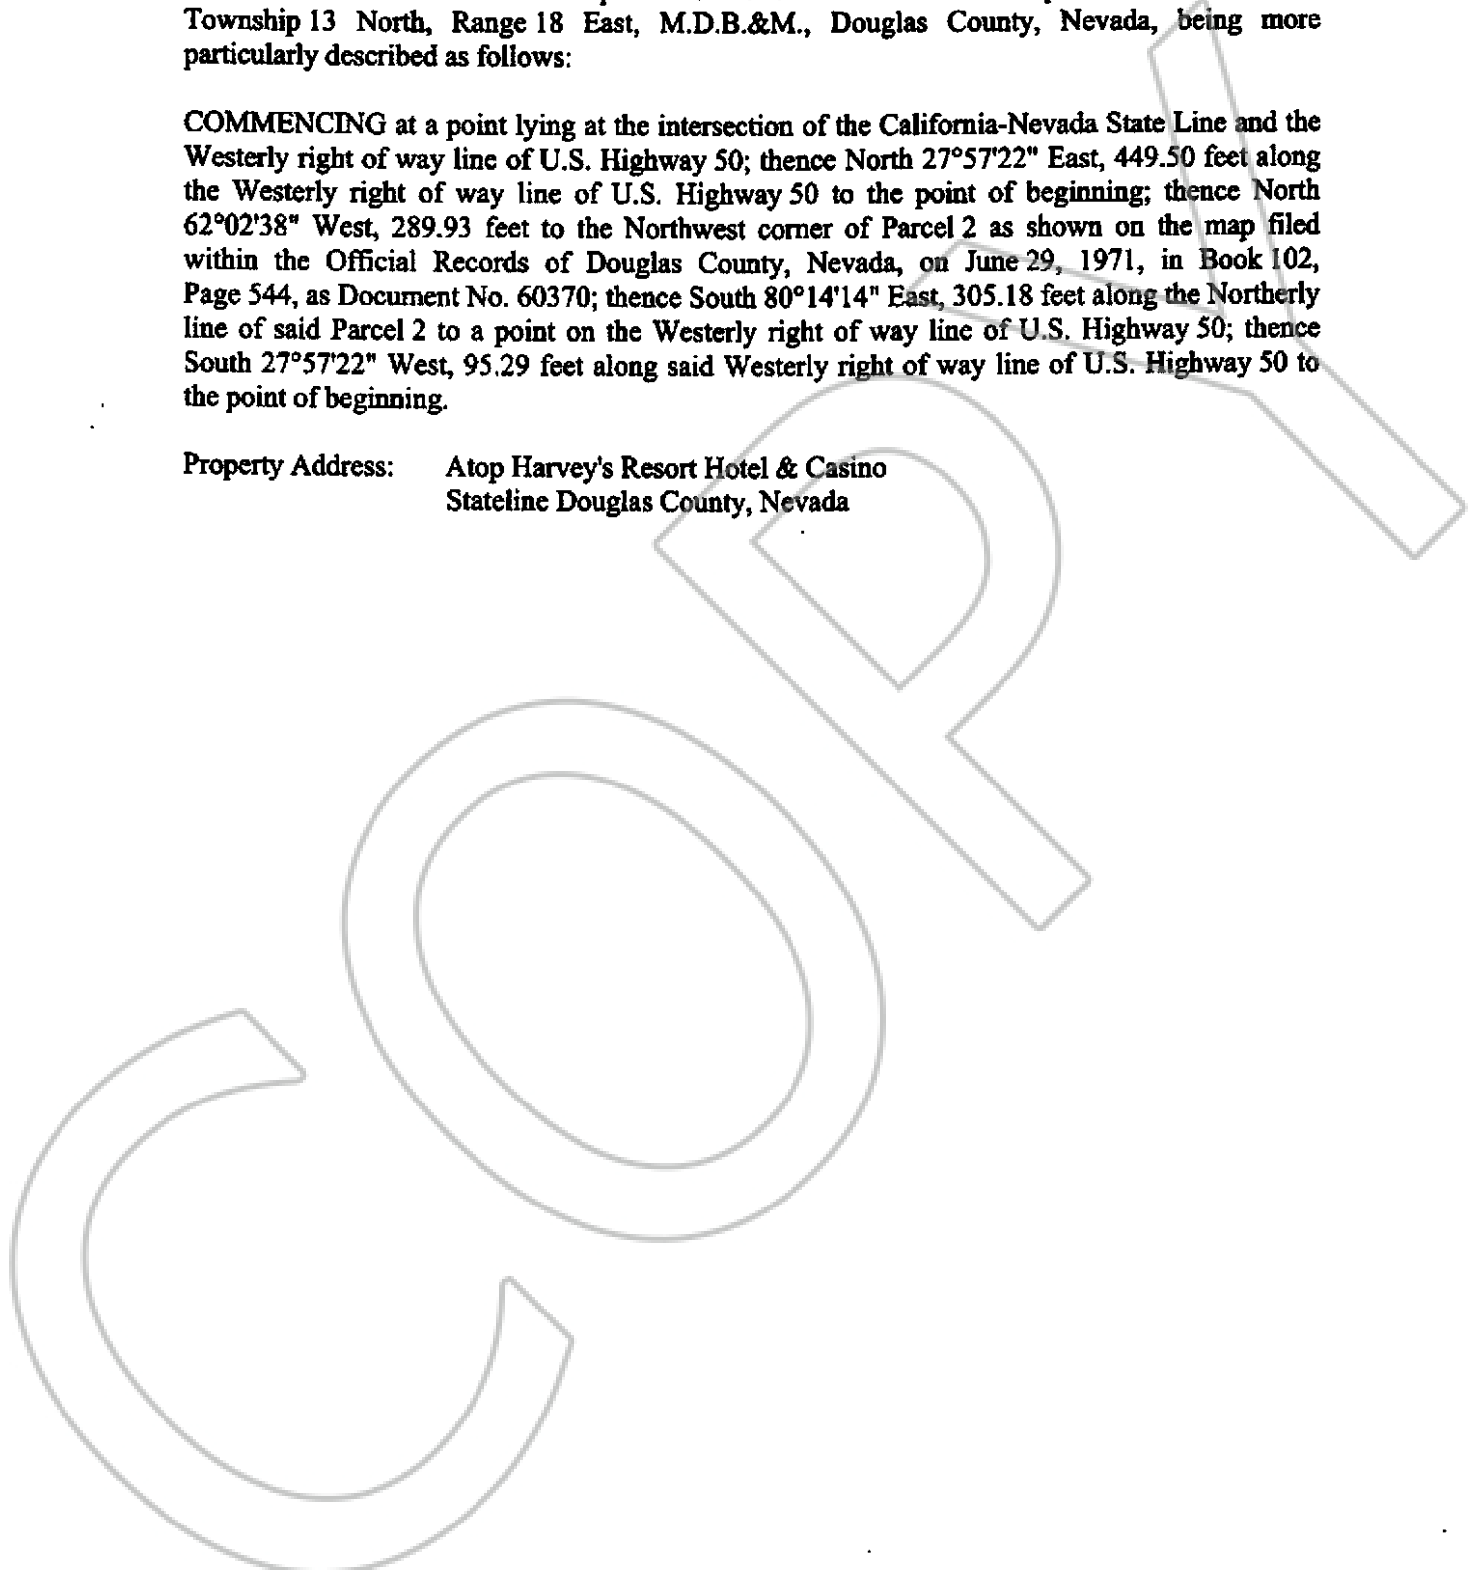 Township 13 North, Range 18 East, M.D.B.&M., Douglas County, Nevada, being more
particularly described as follows:
COMMENCING at a point lying at the intersection of the California-Nevada State Line and the
Westerly right of way line of U.S. Highway 50; thence North 27°57'22" East, 449.50 feet along
the Westerly right of way line of U.S. Highway 50 to the point of beginning; thence North
62°02'38" West, 289.93 feet to the Northwest corner of Parcel 2 as shown on the map filed
within the Official Records of Douglas County, Nevada, on June 29, 1971, in Book 102,
Page 544, as Document No. 60370; thence South 80°14'14" East, 305.18 feet along the Northerly
line of said Parcel 2 to a point on the Westerly right of way line of U.S. Highway 50; thence
South 27°57'22" West, 95.29 feet along said Westerly right of way line of U.S. Highway 50 to
the point of beginning.
Property Address: Atop Harvey's Resort Hotel & Casino
Stateline Douglas County, Nevada
COPY